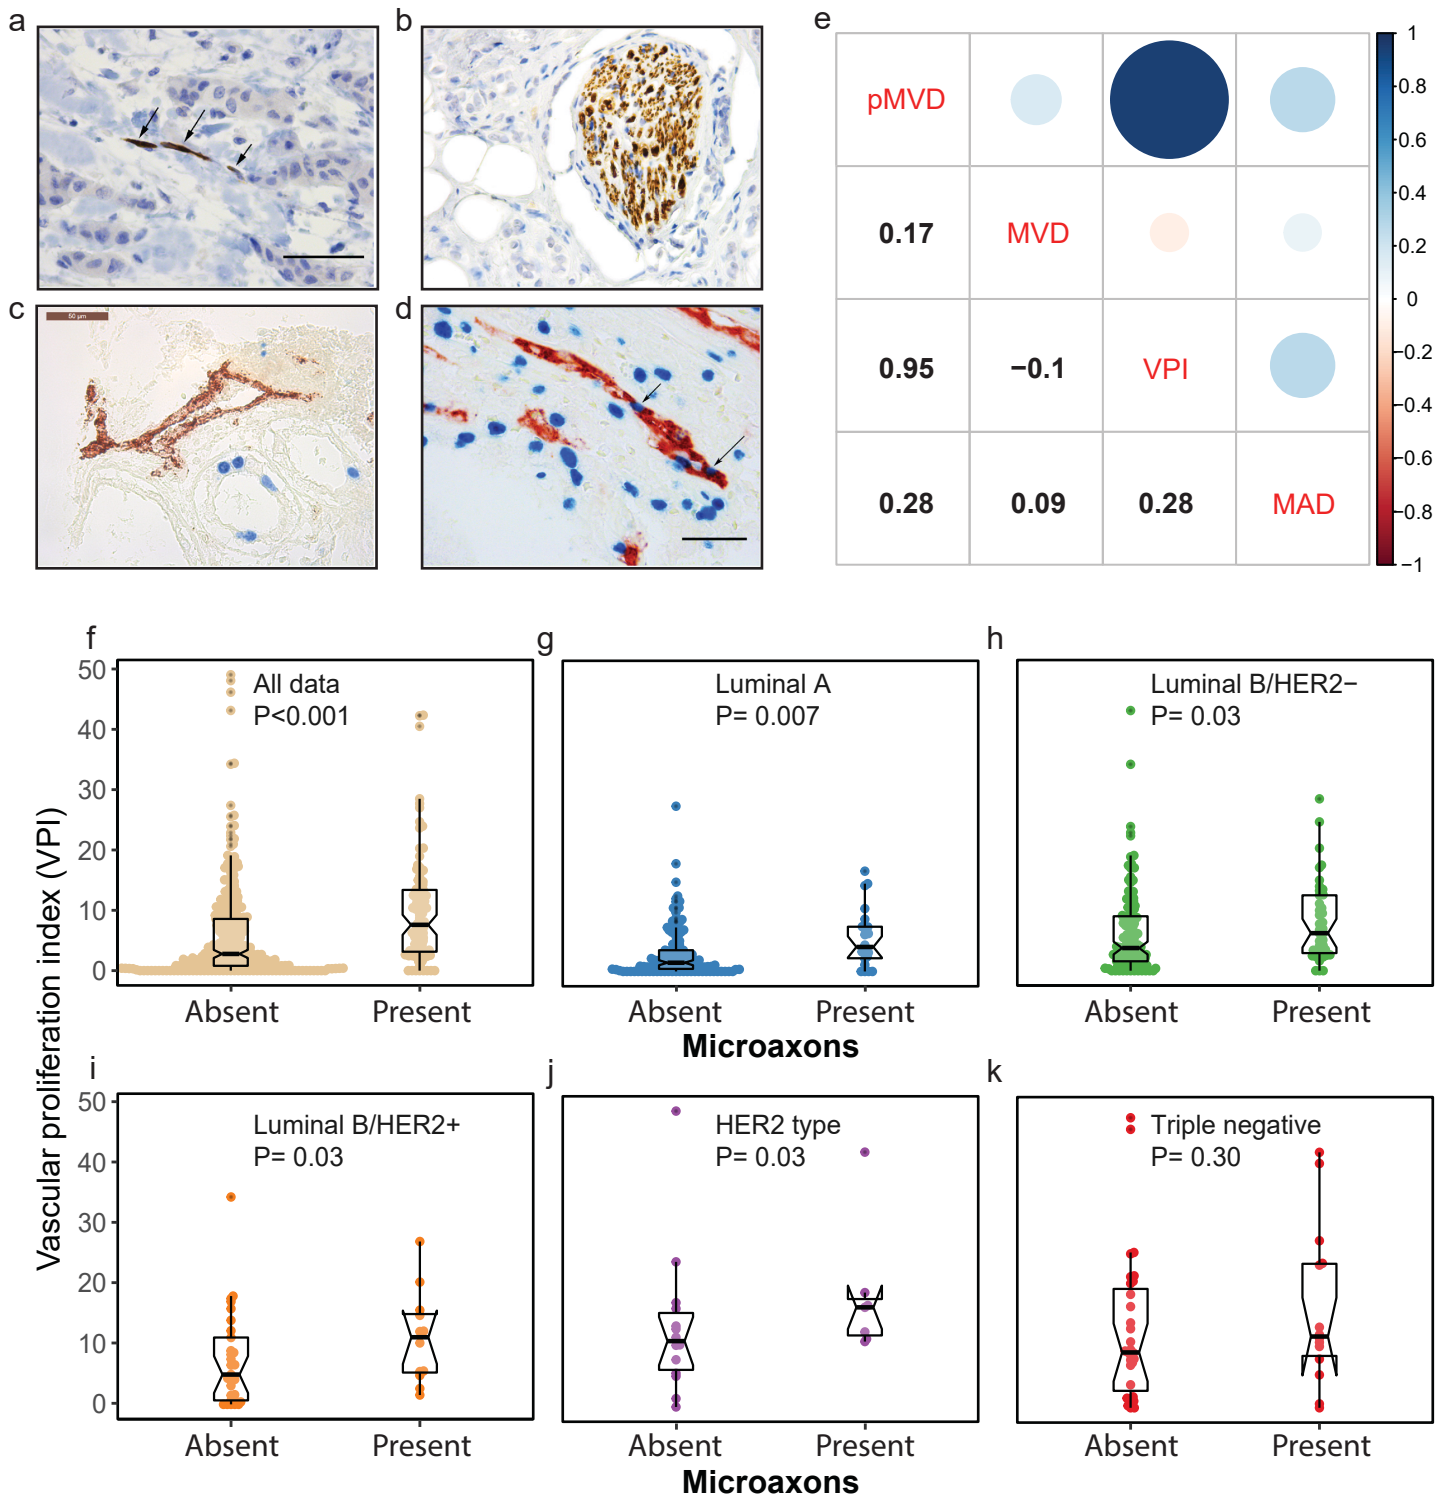 a
b
c
50 µm
d
e
pMVD
0.17
MVD
0.95
−0.1
VPI
0.28
0.09
0.28
MAD
1
0.8
0.6
0.4
0.2
0
−0.2
−0.4
−0.6
−0.8
−1
Vascular proliferation index (VPI)
f
50
40
30
20
10
0
All data
P<0.001
Absent
Present
g
Luminal A
P= 0.007
Absent
Present
h
Luminal B/HER2−
P= 0.03
Absent
Present
Microaxons
i
50
40
30
20
10
0
Luminal B/HER2+
P= 0.03
Absent
Present
j
HER2 type
P= 0.03
Absent
Present
k
Triple negative
P= 0.30
Absent
Present
Microaxons